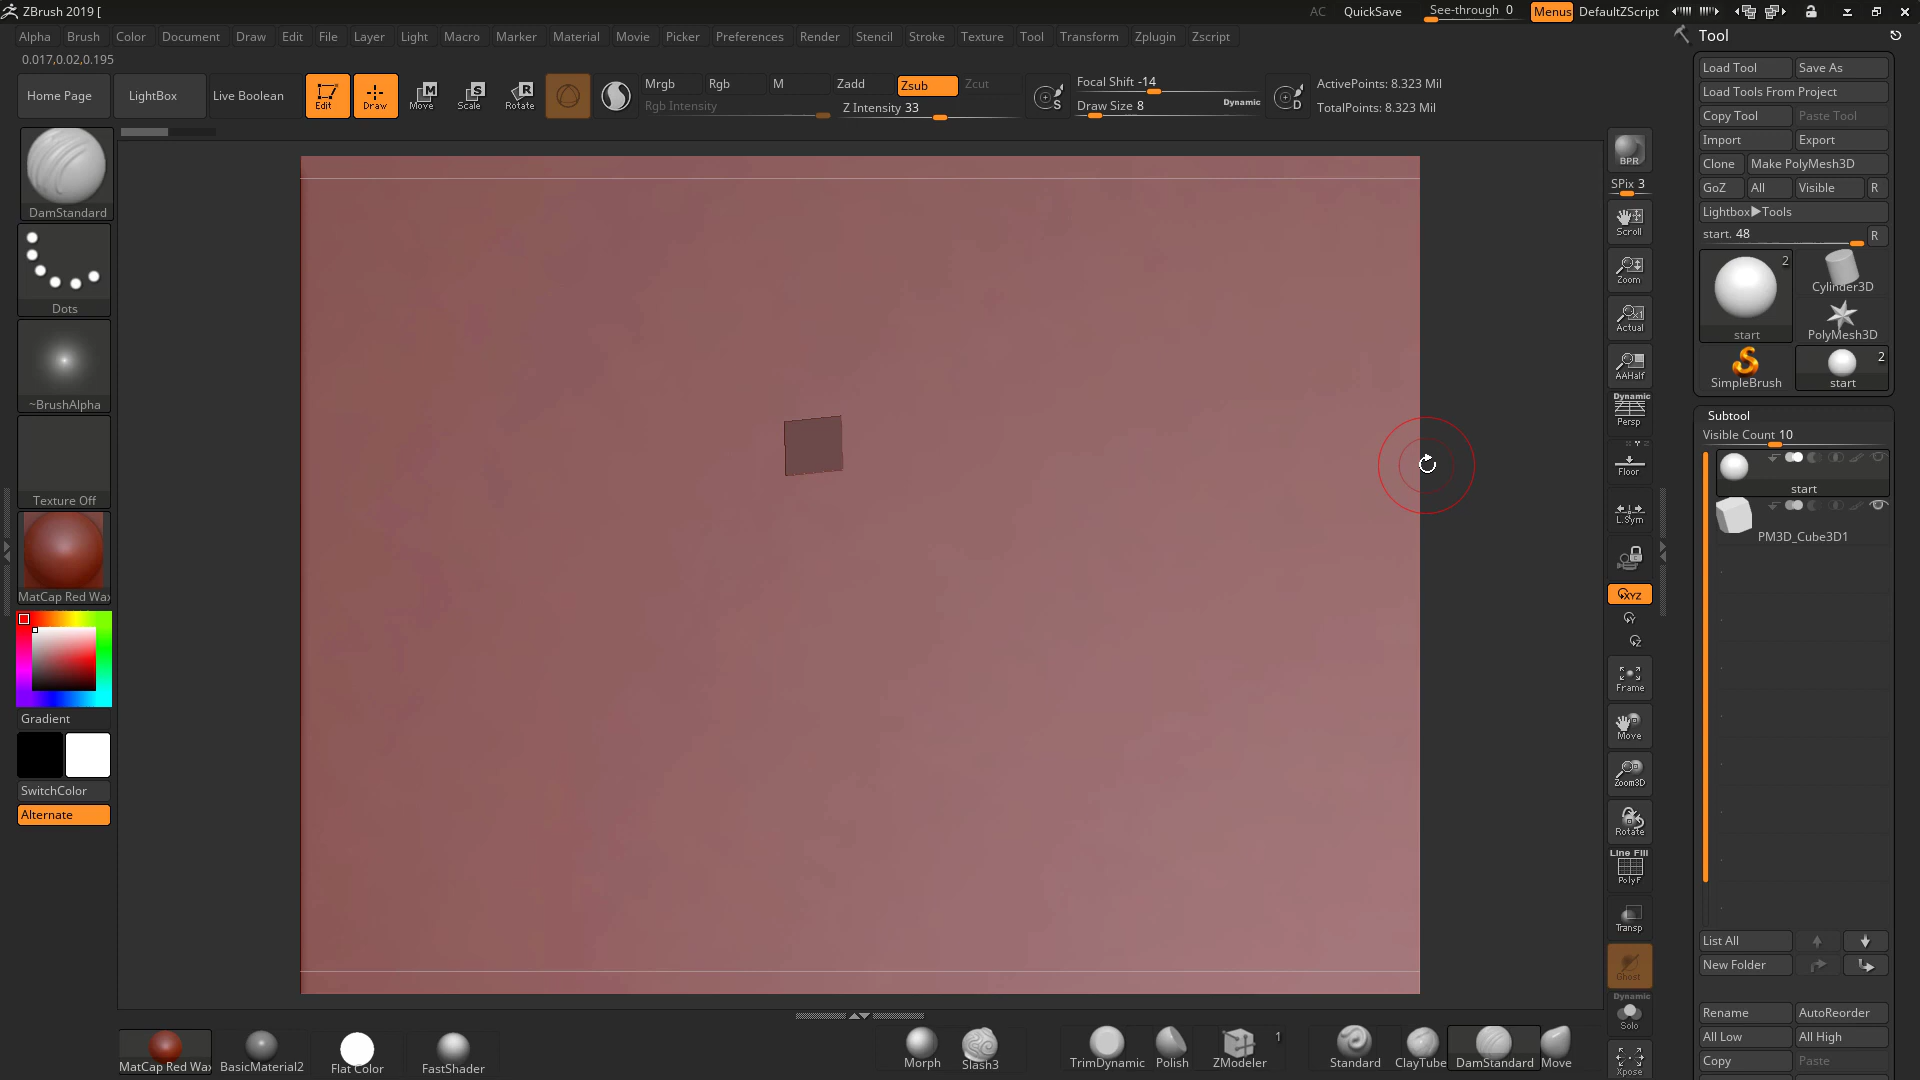 ZBrush 2019 [
AC QuickSave See-through 0 Menus DefaultZScript
Alpha Brush Color Document Draw Edit File Layer Light Macro Marker Material Movie Picker Preferences Render Stencil Stroke Surface Texture Tool Transform Zplugin Zscript
0.017,0.02,0.195
Home Page LightBox Live Boolean Edit Draw Move Scale Rotate
Mrgb Rgb M Zadd Zsub Zcut
Rgb Intensity Z Intensity 33
Focal Shift -14
Draw Size 8 Dynamic
ActivePoints: 8.323 Mil
TotalPoints: 8.323 Mil
DamStandard
Dots
~BrushAlpha
Texture Off
MatCap Red Wax
Gradient
SwitchColor
Alternate
BPR
SPix 3
Scroll
Zoom
Actual
AAHalf
Dynamic
Persp
Floor
L.Sym
XYZ
Y
Z
Frame
Move
Zoom3D
Rotate
Line Fill
PolyF
Transp
Ghost
Dynamic
Solo
Xpose
Tool
Load Tool Save As
Load Tools From Project
Copy Tool Paste Tool
Import Export
Clone Make PolyMesh3D
GoZ All Visible R
Lightbox▶Tools
start. 48 R
2
start
Cylinder3D
PolyMesh3D
SimpleBrush
2
start
Subtool
Visible Count 10
start
PM3D_Cube3D1
List All
New Folder
Rename AutoReorder
All Low All High
Copy Paste
MatCap Red Wax BasicMaterial2 Flat Color FastShader
Morph Slash3 TrimDynamic Polish ZModeler 1 Standard ClayTube DamStandard Move